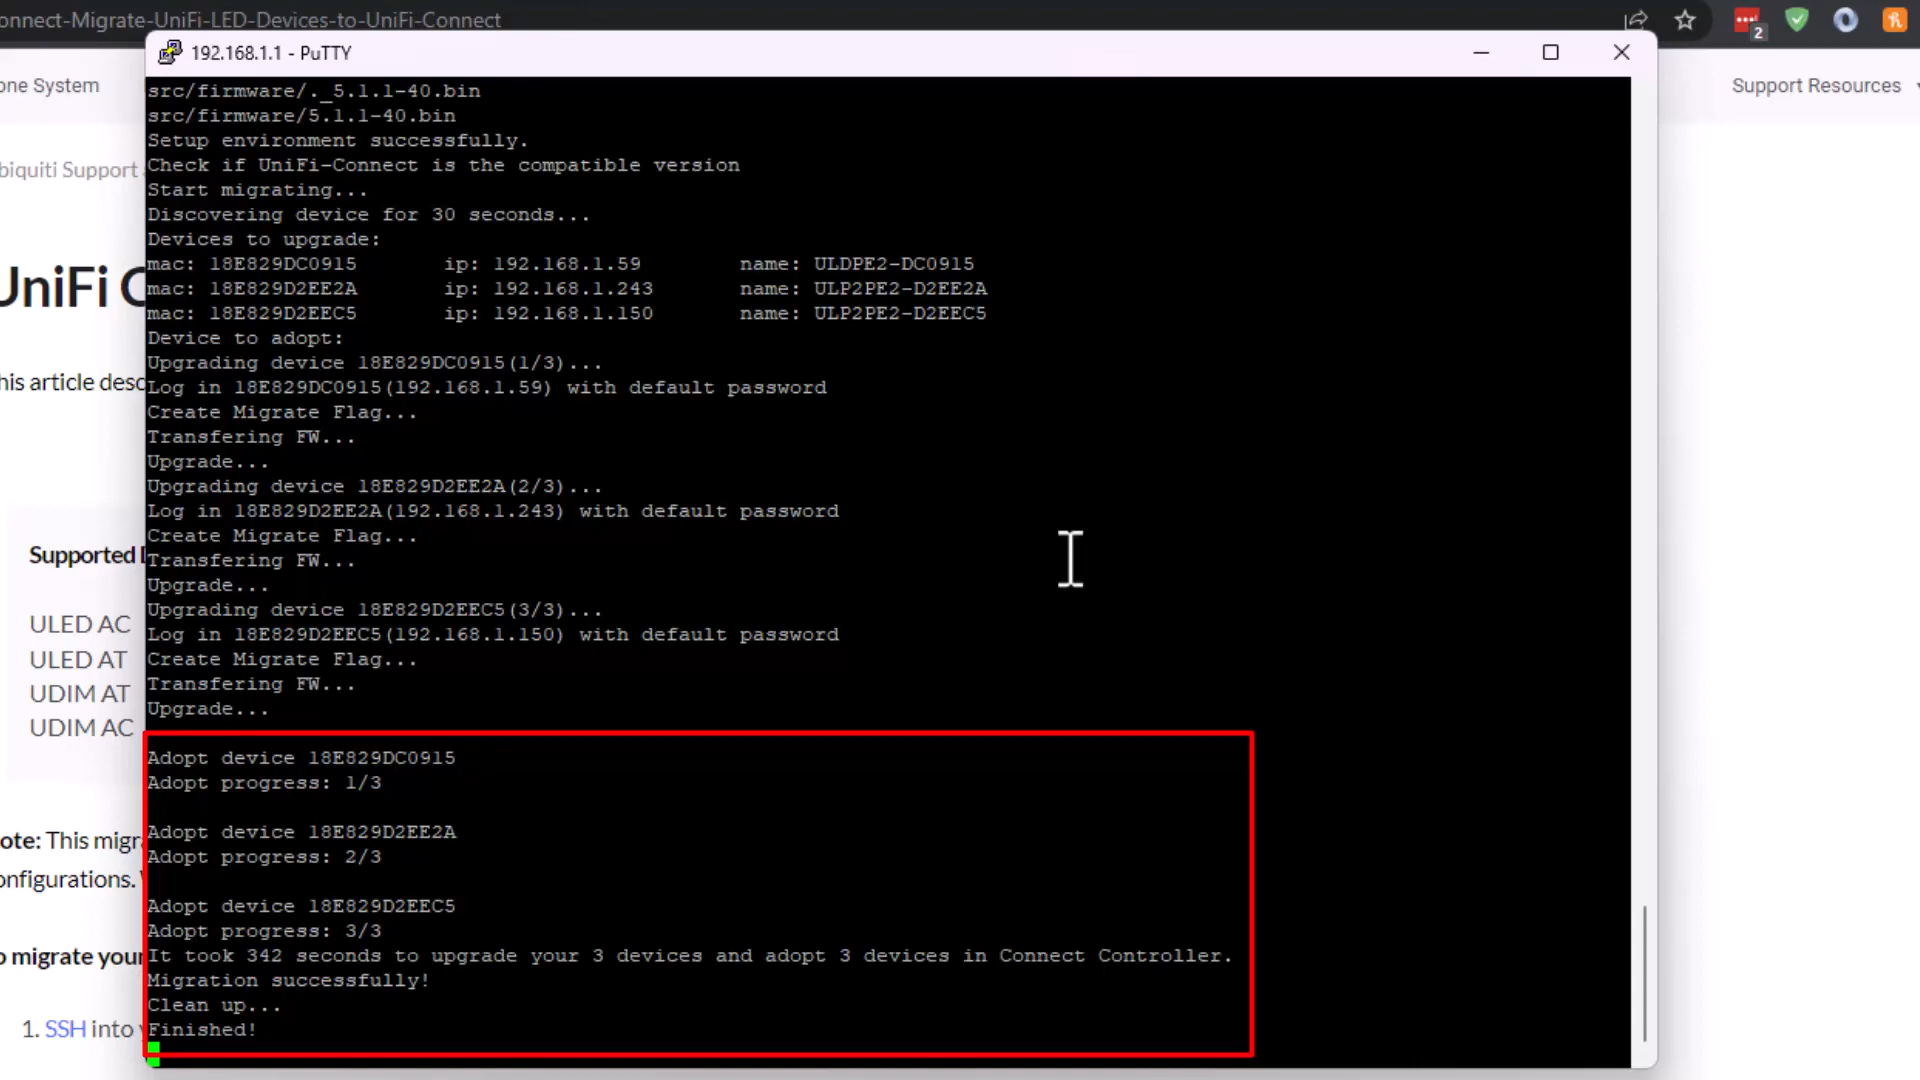 onnect-Migrate-UniFi-LED-Devices-to-UniFi-Connect
2
192.168.1.1 - PuTTY
one System
Support Resources
biquiti Support
UniFi C
his article desc
Supported
ULED AC
ULED AT
UDIM AT
UDIM AC
ote: This migr
onfigurations.
o migrate your
1. SSH into
src/firmware/._5.1.1-40.bin
src/firmware/5.1.1-40.bin
Setup environment successfully.
Check if UniFi-Connect is the compatible version
Start migrating...
Discovering device for 30 seconds...
Devices to upgrade:
mac: 18E829DC0915 ip: 192.168.1.59 name: ULDPE2-DC0915
mac: 18E829D2EE2A ip: 192.168.1.243 name: ULP2PE2-D2EE2A
mac: 18E829D2EEC5 ip: 192.168.1.150 name: ULP2PE2-D2EEC5
Device to adopt:
Upgrading device 18E829DC0915(1/3)...
Log in 18E829DC0915(192.168.1.59) with default password
Create Migrate Flag...
Transfering FW...
Upgrade...
Upgrading device 18E829D2EE2A(2/3)...
Log in 18E829D2EE2A(192.168.1.243) with default password
Create Migrate Flag...
Transfering FW...
Upgrade...
Upgrading device 18E829D2EEC5(3/3)...
Log in 18E829D2EEC5(192.168.1.150) with default password
Create Migrate Flag...
Transfering FW...
Upgrade...
Adopt device 18E829DC0915
Adopt progress: 1/3
Adopt device 18E829D2EE2A
Adopt progress: 2/3
Adopt device 18E829D2EEC5
Adopt progress: 3/3
It took 342 seconds to upgrade your 3 devices and adopt 3 devices in Connect Controller.
Migration successfully!
Clean up...
Finished!